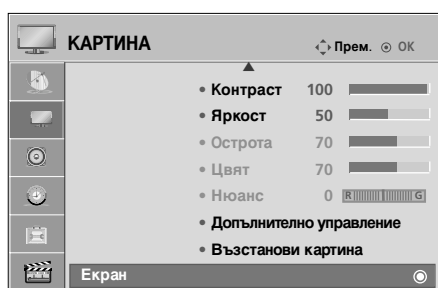 КАРТИНА Прем. OK
• Контраст 100
• Яркост 50
• Острота 70
• Цвят 70
• Нюанс 0 R G
• Допълнително управление
• Възстанови картина
Екран